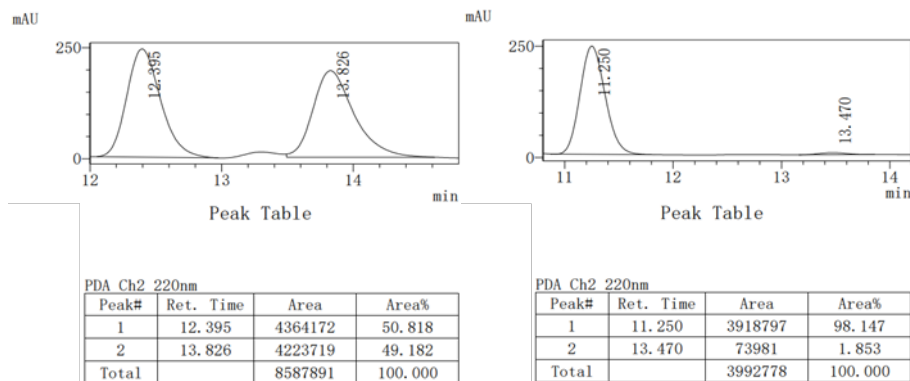 mAU
250
0
12.395
13.826
12 13 14
min
Peak Table
PDA Ch2 220nm
Peak# Ret. Time Area Area%
1 12.395 4364172 50.818
2 13.826 4223719 49.182
Total 8587891 100.000
mAU
250
0
11.250
13.470
11 12 13 14
min
Peak Table
PDA Ch2 220nm
Peak# Ret. Time Area Area%
1 11.250 3918797 98.147
2 13.470 73981 1.853
Total 3992778 100.000